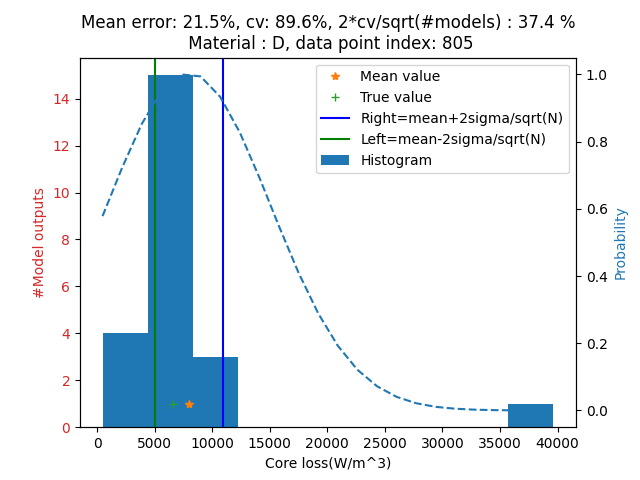 Mean error: 21.5%, cv: 89.6%, 2*cv/sqrt(#models) : 37.4 %
Material : D, data point index: 805
Mean value
True value
Right=mean+2sigma/sqrt(N)
Left=mean-2sigma/sqrt(N)
Histogram
#Model outputs
14
12
10
8
6
4
2
0
1.0
0.8
0.6
0.4
0.2
0.0
Probability
0 5000 10000 15000 20000 25000 30000 35000 40000
Core loss(W/m^3)